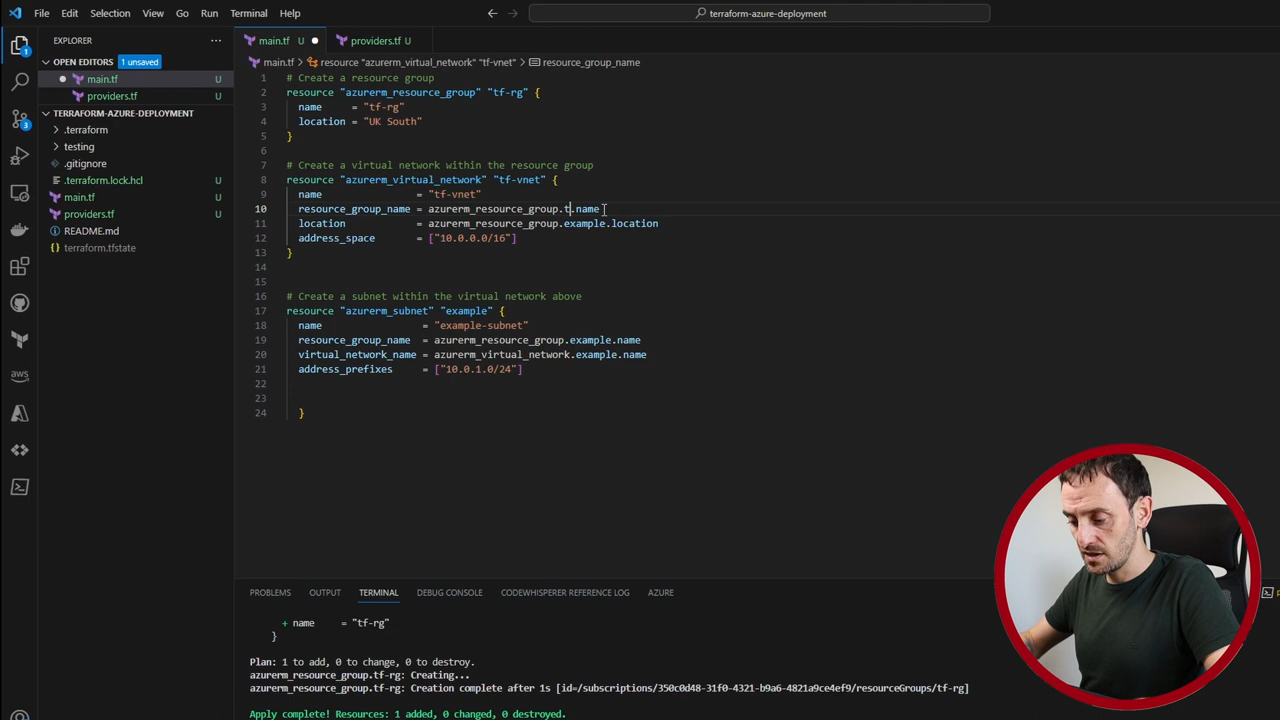 File Edit Selection View Go Run Terminal Help
terraform-azure-deployment
EXPLORER
main.tf U
providers.tf U
OPEN EDITORS 1 unsaved
main.tf > resource "azurerm_virtual_network" "tf-vnet" > resource_group_name
main.tf U
providers.tf U
TERRAFORM-AZURE-DEPLOYMENT
.terraform
testing
.gitignore
.terraform.lock.hcl U
main.tf U
providers.tf U
README.md
terraform.tfstate
1
3
aws
1 # Create a resource group
2 resource "azurerm_resource_group" "tf-rg" {
3 name = "tf-rg"
4 location = "UK South"
5 }
6
7 # Create a virtual network within the resource group
8 resource "azurerm_virtual_network" "tf-vnet" {
9 name = "tf-vnet"
10 resource_group_name = azurerm_resource_group.t.name
11 location = azurerm_resource_group.example.location
12 address_space = ["10.0.0.0/16"]
13 }
14
15
16 # Create a subnet within the virtual network above
17 resource "azurerm_subnet" "example" {
18 name = "example-subnet"
19 resource_group_name = azurerm_resource_group.example.name
20 virtual_network_name = azurerm_virtual_network.example.name
21 address_prefixes = ["10.0.1.0/24"]
22
23
24 }
PROBLEMS OUTPUT TERMINAL DEBUG CONSOLE CODEWHISPERER REFERENCE LOG AZURE
+ name = "tf-rg"
}
Plan: 1 to add, 0 to change, 0 to destroy.
azurerm_resource_group.tf-rg: Creating...
azurerm_resource_group.tf-rg: Creation complete after 1s [id=/subscriptions/350c0d48-31f0-4321-b9a6-4821a9ce4ef9/resourceGroups/tf-rg]
Apply complete! Resources: 1 added, 0 changed, 0 destroyed.